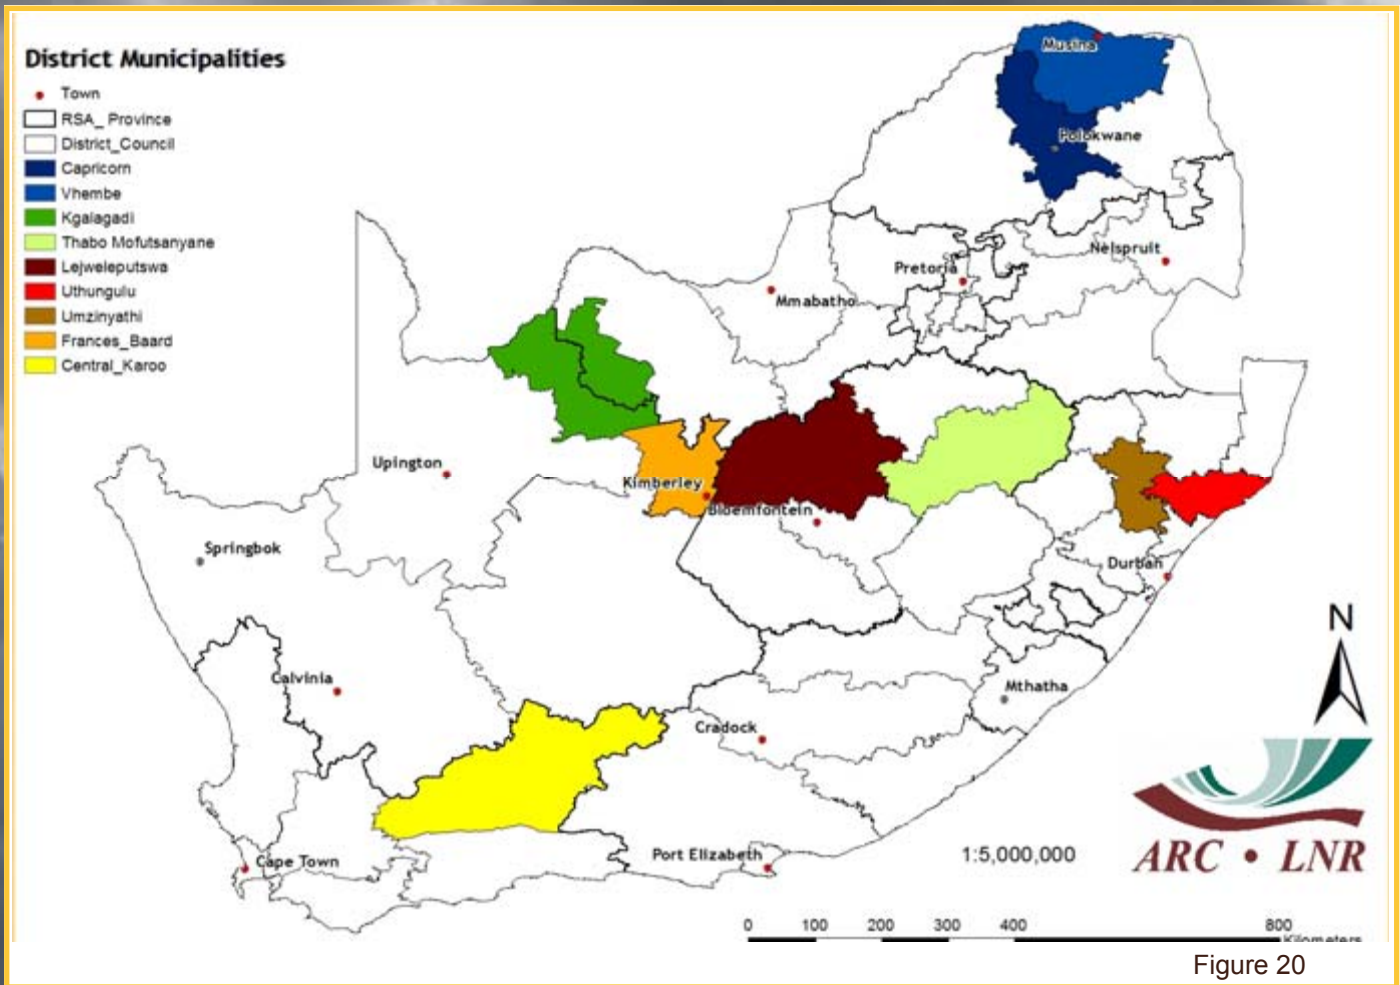 District Municipalities
Town
RSA_ Province
District_Council
Capricorn
Vhembe
Kgalagadi
Thabo Mofutsanyane
Lejweleputswa
Uthungulu
Umzinyathi
Frances_Baard
Central_Karoo
Musina
Polokwane
Nelspruit
Pretoria
Mmabatho
Upington
Kimberley
Bloemfontein
Springbok
Durban
Calvinia
Mthatha
Cradock
Cape Town
Port Elizabeth
N
1:5,000,000
ARC • LNR
0 100 200 300 400 800
Kilometers
Figure 20